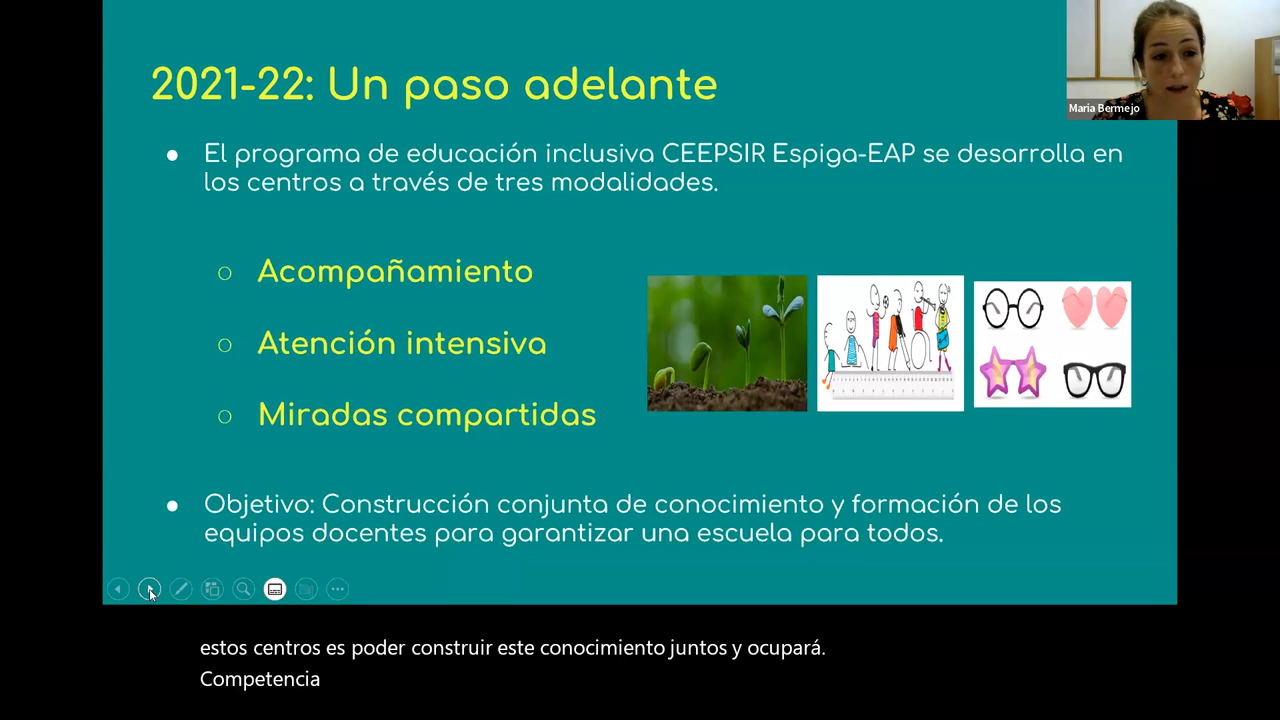 2021-22: Un paso adelante
Maria Bermejo
● El programa de educación inclusiva CEEPSIR Espiga-EAP se desarrolla en
los centros a través de tres modalidades.
○ Acompañamiento
○ Atención intensiva
○ Miradas compartidas
● Objetivo: Construcción conjunta de conocimiento y formación de los
equipos docentes para garantizar una escuela para todos.
estos centros es poder construir este conocimiento juntos y ocupará.
Competencia